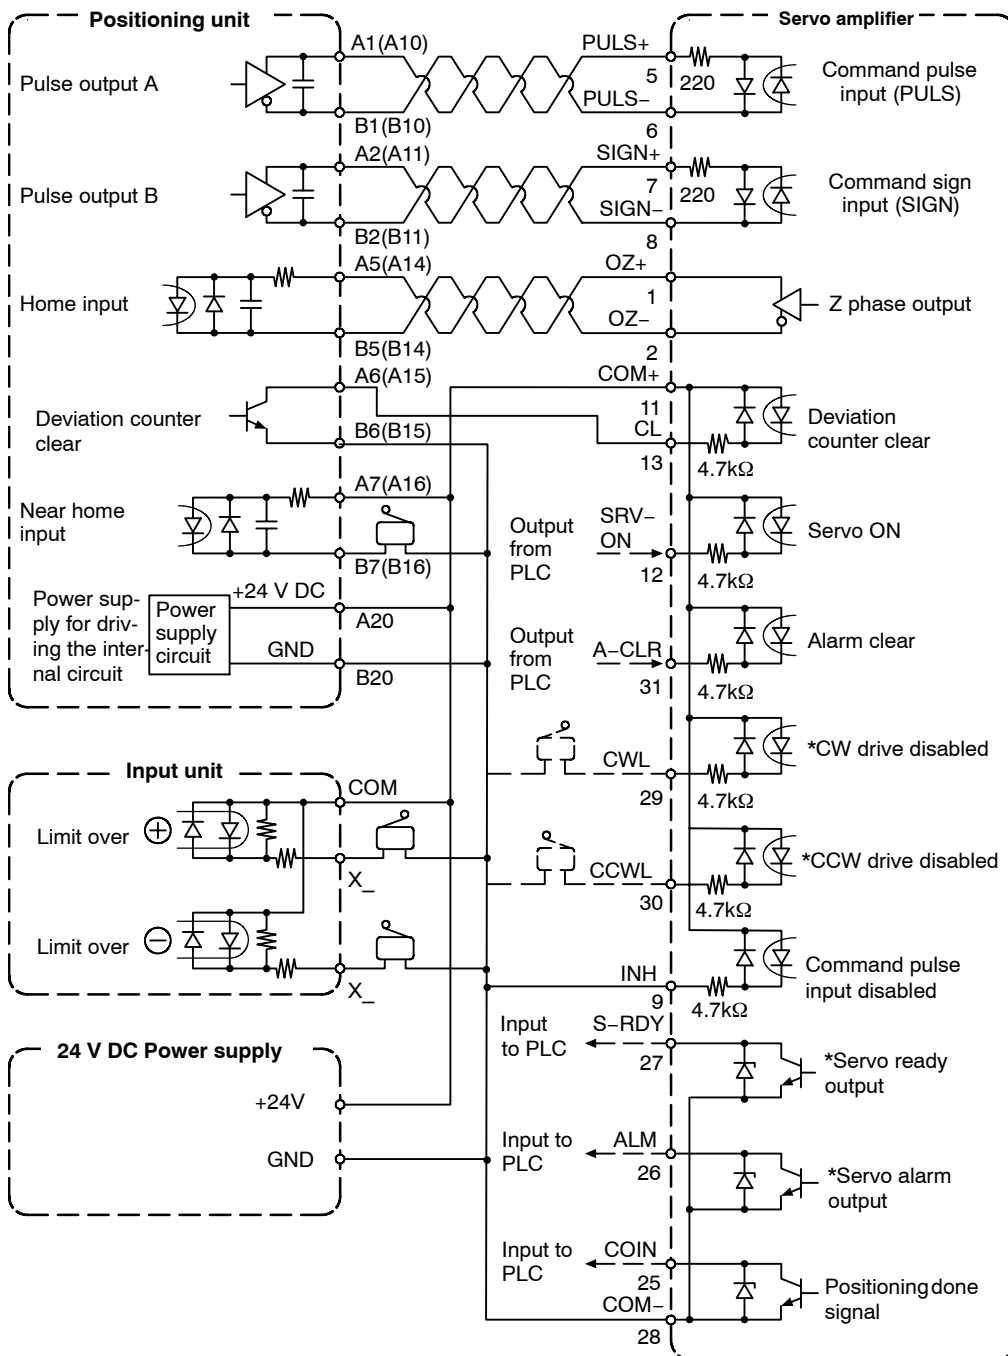 Positioning unit
Servo amplifier
Pulse output A
A1(A10)
B1(B10)
PULS+
5
PULS−
6
220
Command pulse
input (PULS)
Pulse output B
A2(A11)
B2(B11)
SIGN+
7
SIGN−
8
220
Command sign
input (SIGN)
Home input
A5(A14)
B5(B14)
OZ+
1
OZ−
2
Z phase output
Deviation counter
clear
A6(A15)
B6(B15)
COM+
11
CL
13
4.7kΩ
Deviation
counter clear
Near home
input
A7(A16)
B7(B16)
Output
from
PLC
SRV−
ON
12
4.7kΩ
Servo ON
Power sup-
ply for driv-
ing the inter-
nal circuit
Power
supply
circuit
+24 V DC
A20
GND
B20
Output
from
PLC
A−CLR
31
4.7kΩ
Alarm clear
CWL
29
4.7kΩ
*CW drive disabled
Input unit
COM
Limit over
+
X_
CCWL
30
4.7kΩ
*CCW drive disabled
Limit over
−
X_
INH
9
4.7kΩ
Command pulse
input disabled
24 V DC Power supply
+24V
GND
Input
to PLC
S−RDY
27
*Servo ready
output
Input to
PLC
ALM
26
*Servo alarm
output
Input to
PLC
COIN
25
COM−
28
Positioning done
signal